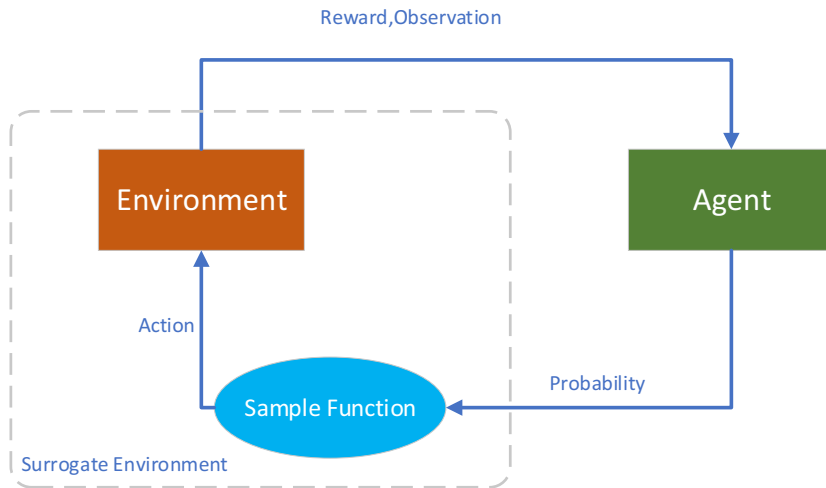 Reward,Observation
Environment
Agent
Action
Probability
Sample Function
Surrogate Environment